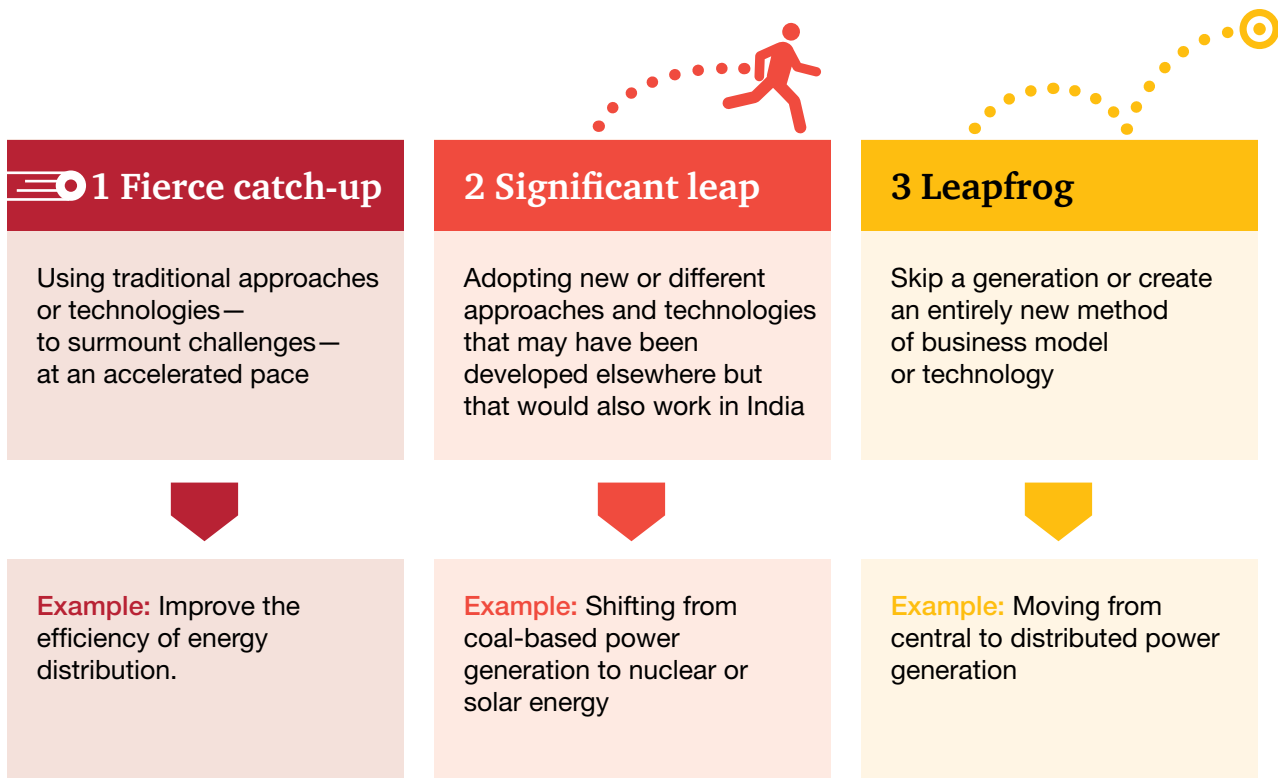 1 Fierce catch-up
Using traditional approaches
or technologies—
to surmount challenges—
at an accelerated pace
Example: Improve the
efficiency of energy
distribution.
2 Significant leap
Adopting new or different
approaches and technologies
that may have been
developed elsewhere but
that would also work in India
Example: Shifting from
coal-based power
generation to nuclear or
solar energy
3 Leapfrog
Skip a generation or create
an entirely new method
of business model
or technology
Example: Moving from
central to distributed power
generation